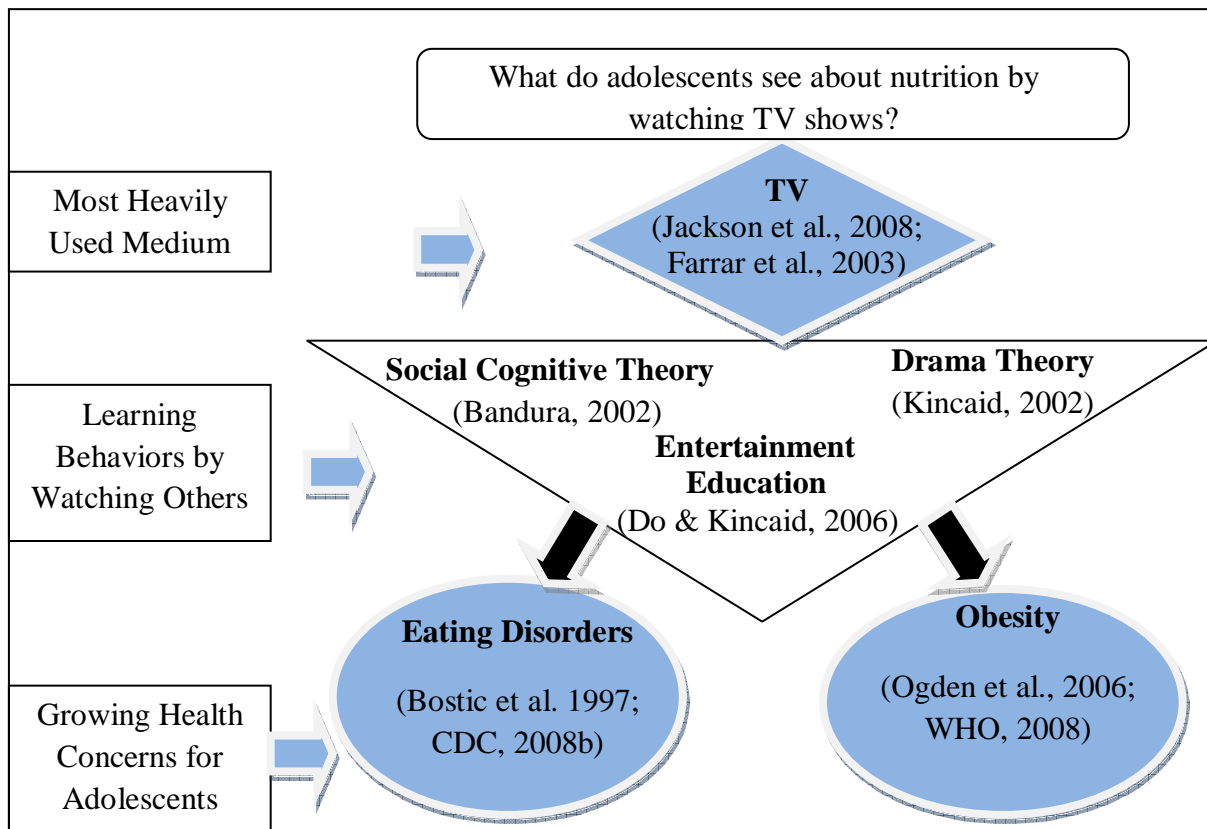 What do adolescents see about nutrition by
watching TV shows?
Most Heavily
Used Medium
TV
(Jackson et al., 2008;
Farrar et al., 2003)
Learning
Behaviors by
Watching Others
Social Cognitive Theory
(Bandura, 2002)
Drama Theory
(Kincaid, 2002)
Entertainment
Education
(Do & Kincaid, 2006)
Growing Health
Concerns for
Adolescents
Eating Disorders
(Bostic et al. 1997;
CDC, 2008b)
Obesity
(Ogden et al., 2006;
WHO, 2008)